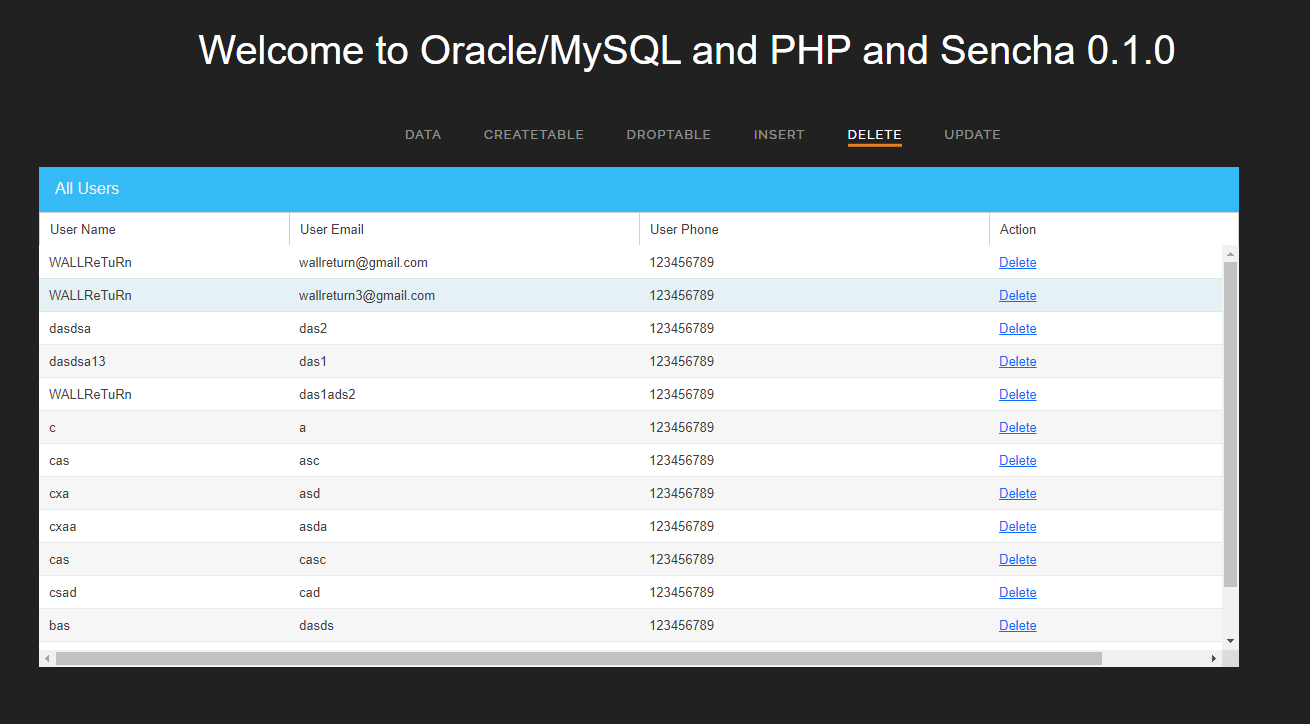 Welcome to Oracle/MySQL and PHP and Sencha 0.1.0
DATA CREATETABLE DROPTABLE INSERT DELETE UPDATE
All Users
User Name User Email User Phone Action
WALLReTuRn wallreturn@gmail.com 123456789 Delete
WALLReTuRn wallreturn3@gmail.com 123456789 Delete
dasdsa das2 123456789 Delete
dasdsa13 das1 123456789 Delete
WALLReTuRn das1ads2 123456789 Delete
c a 123456789 Delete
cas asc 123456789 Delete
cxa asd 123456789 Delete
cxaa asda 123456789 Delete
cas casc 123456789 Delete
csad cad 123456789 Delete
bas dasds 123456789 Delete